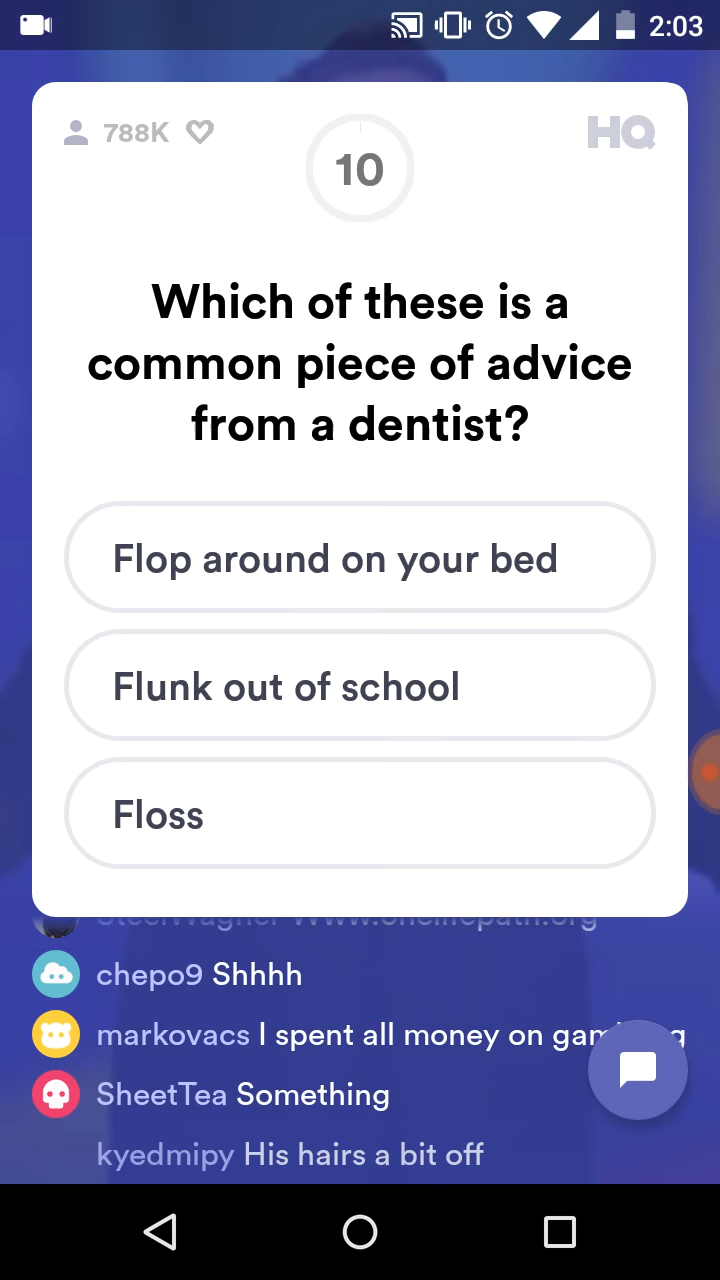 2:03
788K
10
HQ
Which of these is a
common piece of advice
from a dentist?
Flop around on your bed
Flunk out of school
Floss
chepo9 Shhhh
markovacs I spent all money on
SheetTea Something
kyedmipy His hairs a bit off